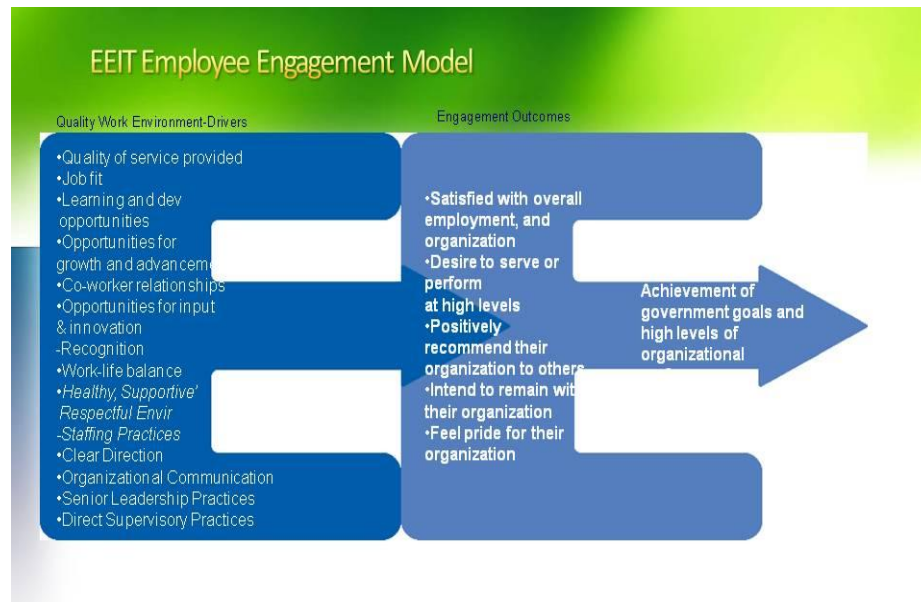 EEIT Employee Engagement Model
Quality Work Environment-Drivers
•Quality of service provided
•Job fit
•Learning and dev
opportunities
•Opportunities for
growth and
•Co-worker relationships
•Opportunities for input
& innovation
-Recognition
•Work-life balance
•Healthy, Supportive'
Respectful Envir
-Staffing Practices
•Clear Direction
•Organizational Communication
•Senior Leadership Practices
•Direct Supervisory Practices
Engagement Outcomes
•Satisfied with overall
employment, and
organization
•Desire to serve or
perform
at high levels
•Positively
recommend their
organization to others
•Intend to remain
their organization
•Feel pride for their
organization
Achievement of
government goals and
high levels of
organizational